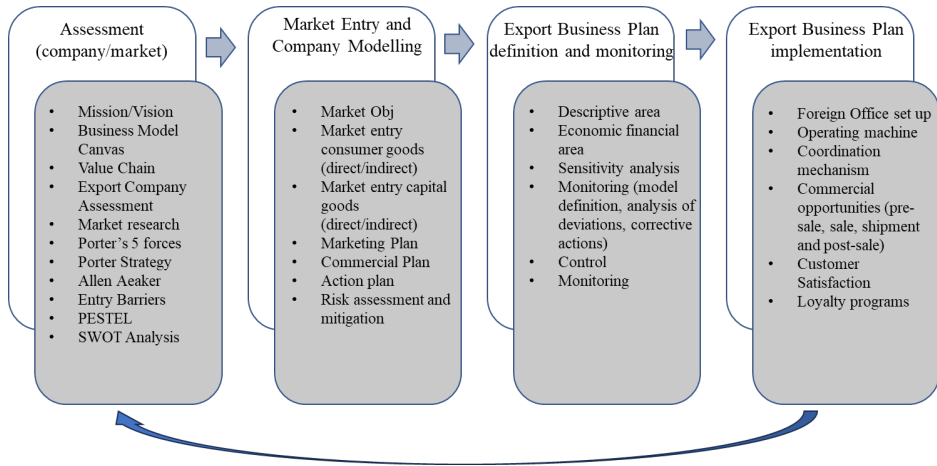 Assessment
(company/market)
• Mission/Vision
• Business Model
Canvas
• Value Chain
• Export Company
Assessment
• Market research
• Porter's 5 forces
• Porter Strategy
• Allen Aeaker
• Entry Barriers
• PESTEL
• SWOT Analysis
Market Entry and
Company Modelling
• Market Obj
• Market entry
consumer goods
(direct/indirect)
• Market entry capital
goods
(direct/indirect)
• Marketing Plan
• Commercial Plan
• Action plan
• Risk assessment and
mitigation
Export Business Plan
definition and monitoring
• Descriptive area
• Economic financial
area
• Sensitivity analysis
• Monitoring (model
definition, analysis of
deviations, corrective
actions)
• Control
• Monitoring
Export Business Plan
implementation
• Foreign Office set up
• Operating machine
• Coordination
mechanism
• Commercial
opportunities (pre-
sale, sale, shipment
and post-sale)
• Customer
Satisfaction
• Loyalty programs